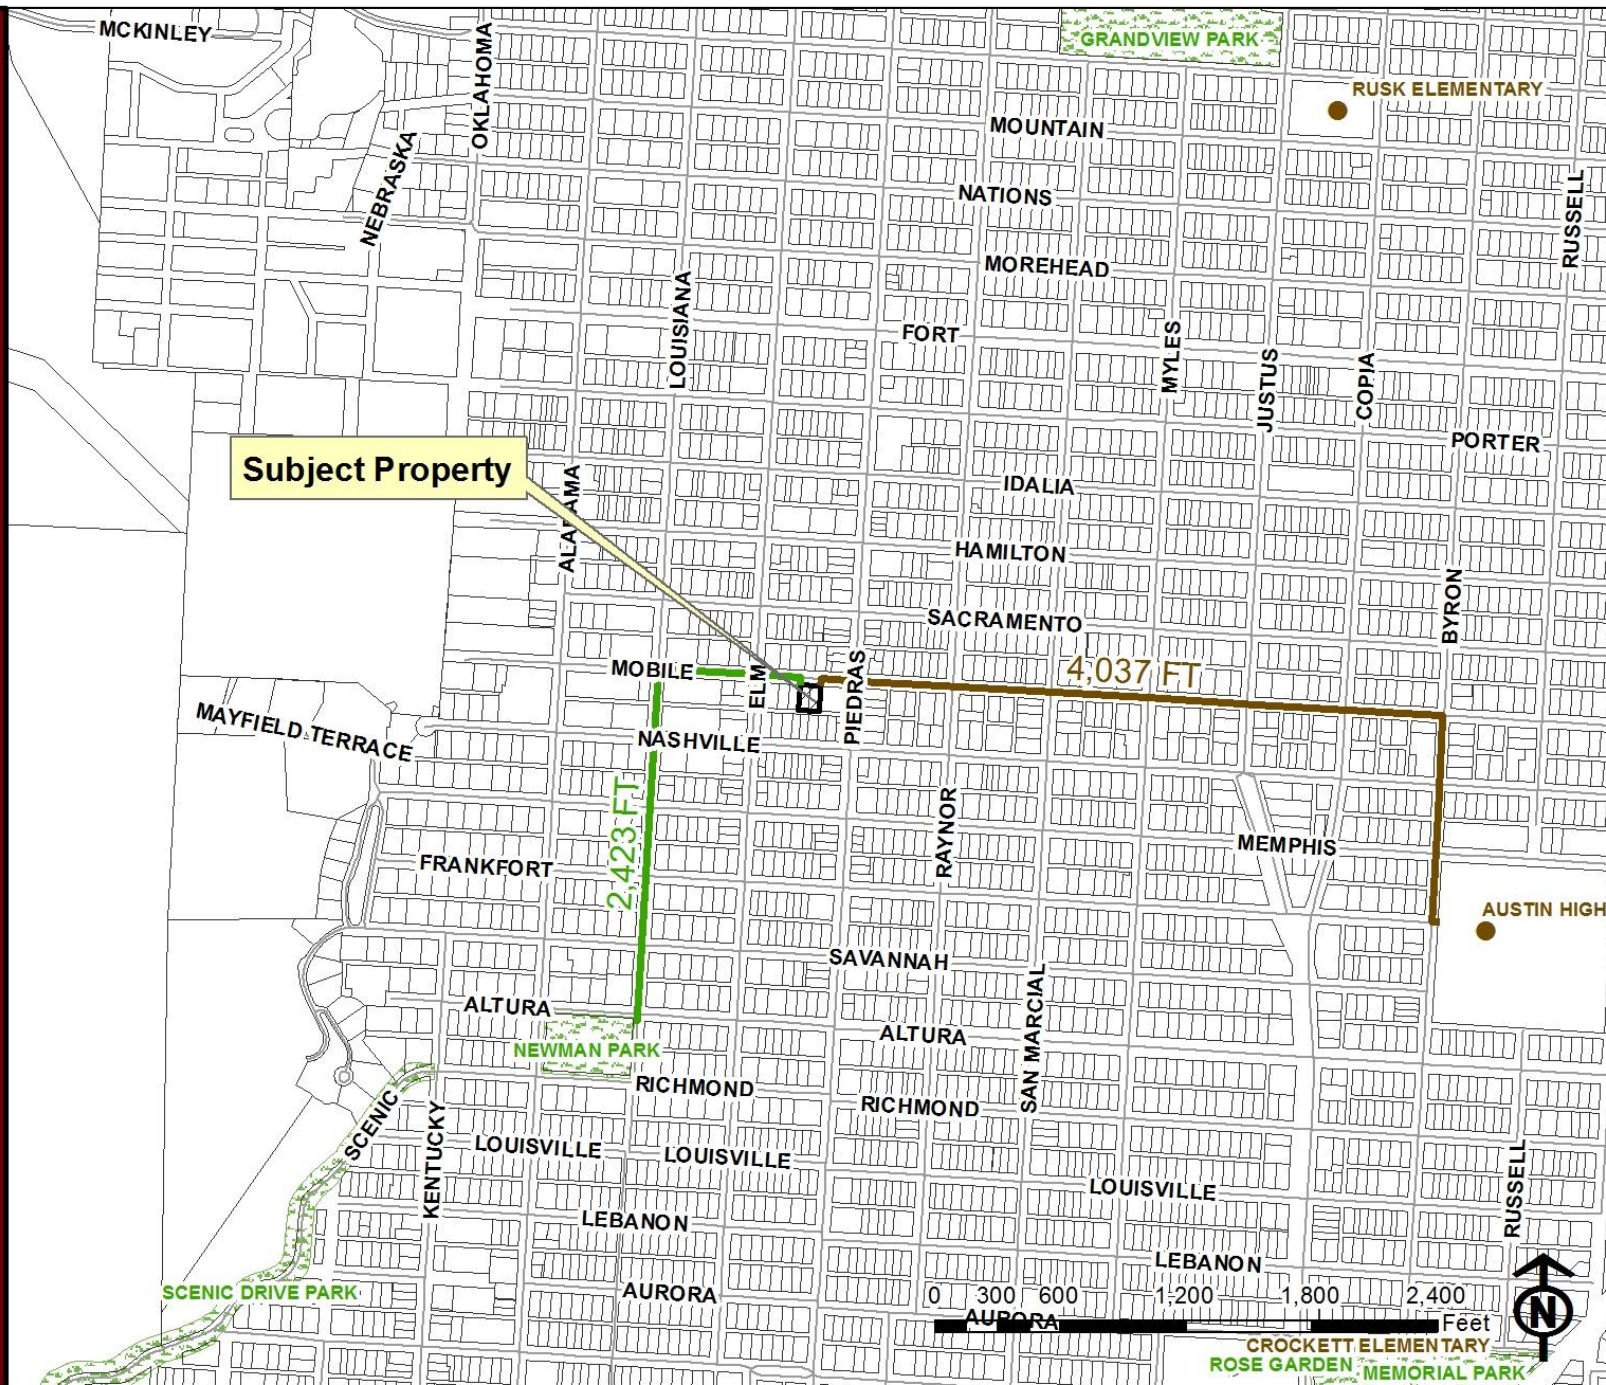 MCKINLEY
OKLAHOMA
GRANDVIEW PARK
RUSK ELEMENTARY
MOUNTAIN
NEBRASKA
NATIONS
RUSSELL
MOREHEAD
LOUISIANA
FORT
MYLES
JUSTUS
COPIA
PORTER
Subject Property
ALABAMA
IDALIA
HAMILTON
BYRON
SACRAMENTO
MOBILE
ELM
PIEDRAS
4,037 FT
MAYFIELD TERRACE
NASHVILLE
2,423 FT
RAYNOR
MEMPHIS
FRANKFORT
AUSTIN HIGH
SAVANNAH
SAN MARCIAL
ALTURA
ALTURA
NEWMAN PARK
RICHMOND
RICHMOND
SCENIC
KENTUCKY
LOUISVILLE
LOUISVILLE
LOUISVILLE
RUSSELL
LEBANON
LEBANON
SCENIC DRIVE PARK
AURORA
0 300 600 1,200 1,800 2,400
AURORA
Feet
N
CROCKETT ELEMENTARY
ROSE GARDEN
MEMORIAL PARK